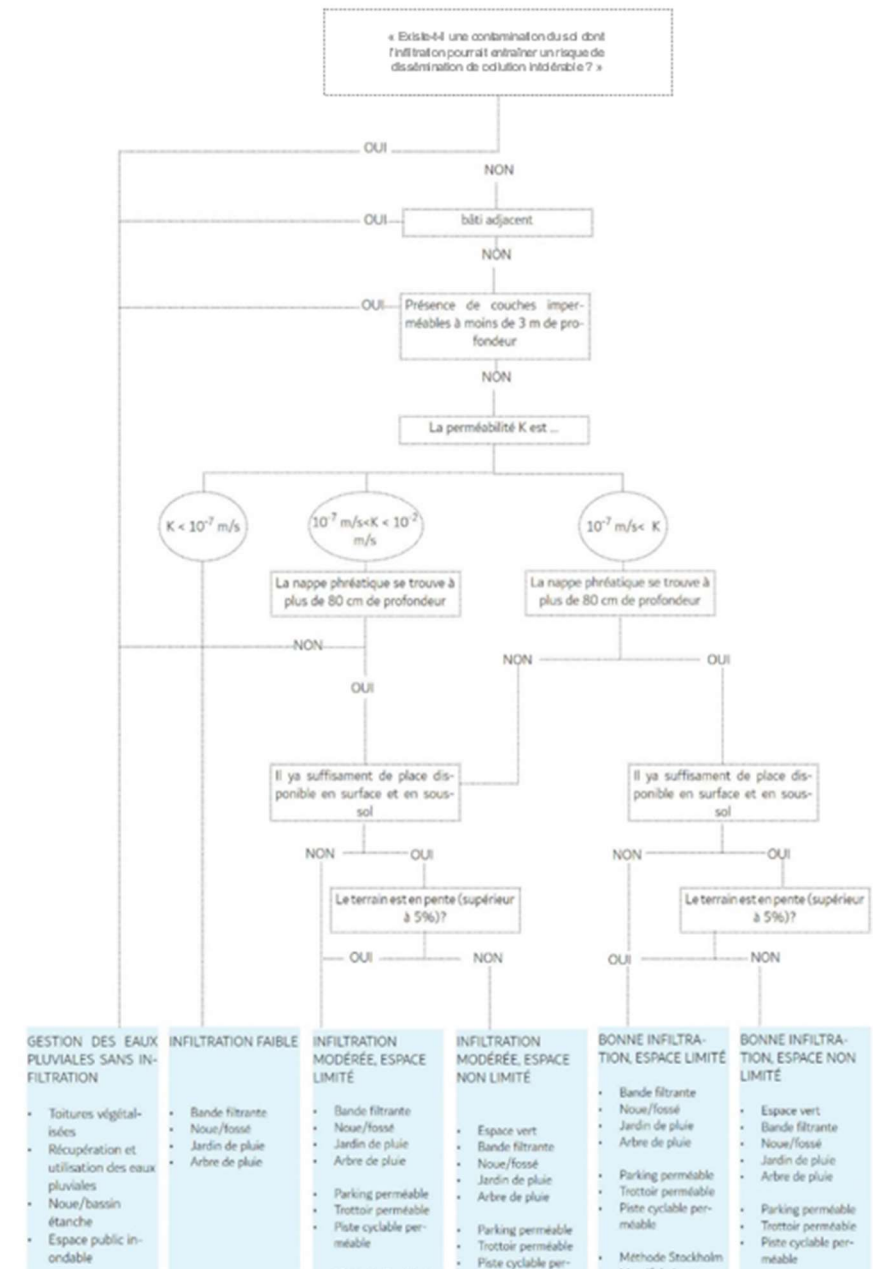 « Existe-t-il une contamination du sol dont
l'infiltration pourrait entraîner un risque de
dissémination de pollution intolérable ? »
OUI
NON
OUI
bâti adjacent
NON
OUI
Présence de couches imper-
méables à moins de 3 m de pro-
fondeur
NON
La perméabilité K est ...
K < 10⁻⁷ m/s
10⁻⁷ m/s<K < 10⁻²
m/s
10⁻⁷ m/s< K
La nappe phréatique se trouve à
plus de 80 cm de profondeur
La nappe phréatique se trouve à
plus de 80 cm de profondeur
NON
NON
OUI
OUI
Il ya suffisament de place dis-
ponible en surface et en sous-
sol
Il ya suffisament de place dis-
ponible en surface et en sous-
sol
NON
OUI
NON
OUI
Le terrain est en pente (supérieur
à 5%)?
Le terrain est en pente (supérieur
à 5%)?
OUI
NON
OUI
NON
GESTION DES EAUX
PLUVIALES SANS IN-
FILTRATION
• Toitures végétal-
isées
• Récupération et
utilisation des eaux
pluviales
• Noue/bassin
étanche
• Espace public in-
ondable
INFILTRATION FAIBLE
• Bande filtrante
• Noue/fossé
• Jardin de pluie
• Arbre de pluie
INFILTRATION
MODÉRÉE, ESPACE
LIMITÉ
• Bande filtrante
• Noue/fossé
• Jardin de pluie
• Arbre de pluie
• Parking perméable
• Trottoir perméable
• Piste cyclable per-
méable
INFILTRATION
MODÉRÉE, ESPACE
NON LIMITÉ
• Espace vert
• Bande filtrante
• Noue/fossé
• Jardin de pluie
• Arbre de pluie
• Parking perméable
• Trottoir perméable
• Piste cyclable per-
BONNE INFILTRA-
TION, ESPACE LIMITÉ
• Bande filtrante
• Noue/fossé
• Jardin de pluie
• Arbre de pluie
• Parking perméable
• Trottoir perméable
• Piste cyclable per-
méable
• Méthode Stockholm
BONNE INFILTRA-
TION, ESPACE NON
LIMITÉ
• Espace vert
• Bande filtrante
• Noue/fossé
• Jardin de pluie
• Arbre de pluie
• Parking perméable
• Trottoir perméable
• Piste cyclable per-
méable